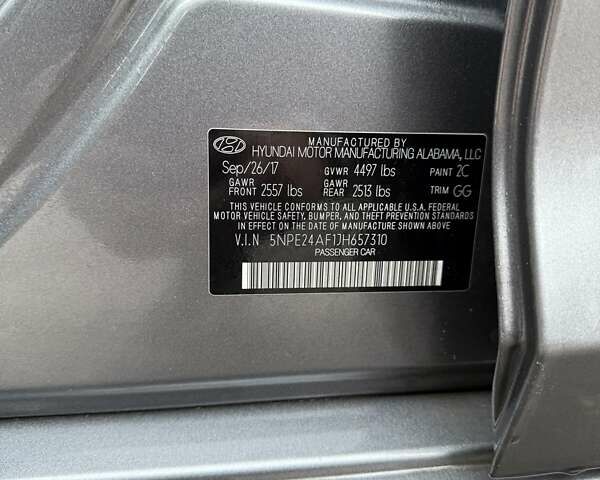 MANUFACTURED BY
HYUNDAI MOTOR MANUFACTURING ALABAMA, LLC
Sep/26/17 GVWR 4497 lbs PAINT 2C
GAWR FRONT 2557 lbs GAWR REAR 2513 lbs TRIM GG
THIS VEHICLE CONFORMS TO ALL APPLICABLE U.S.A. FEDERAL
MOTOR VEHICLE SAFETY, BUMPER, AND THEFT PREVENTION STANDARDS
IN EFFECT ON THE DATE OF MANUFACTURE SHOWN ABOVE
V.I.N 5NPE24AF1JH657310
PASSENGER CAR